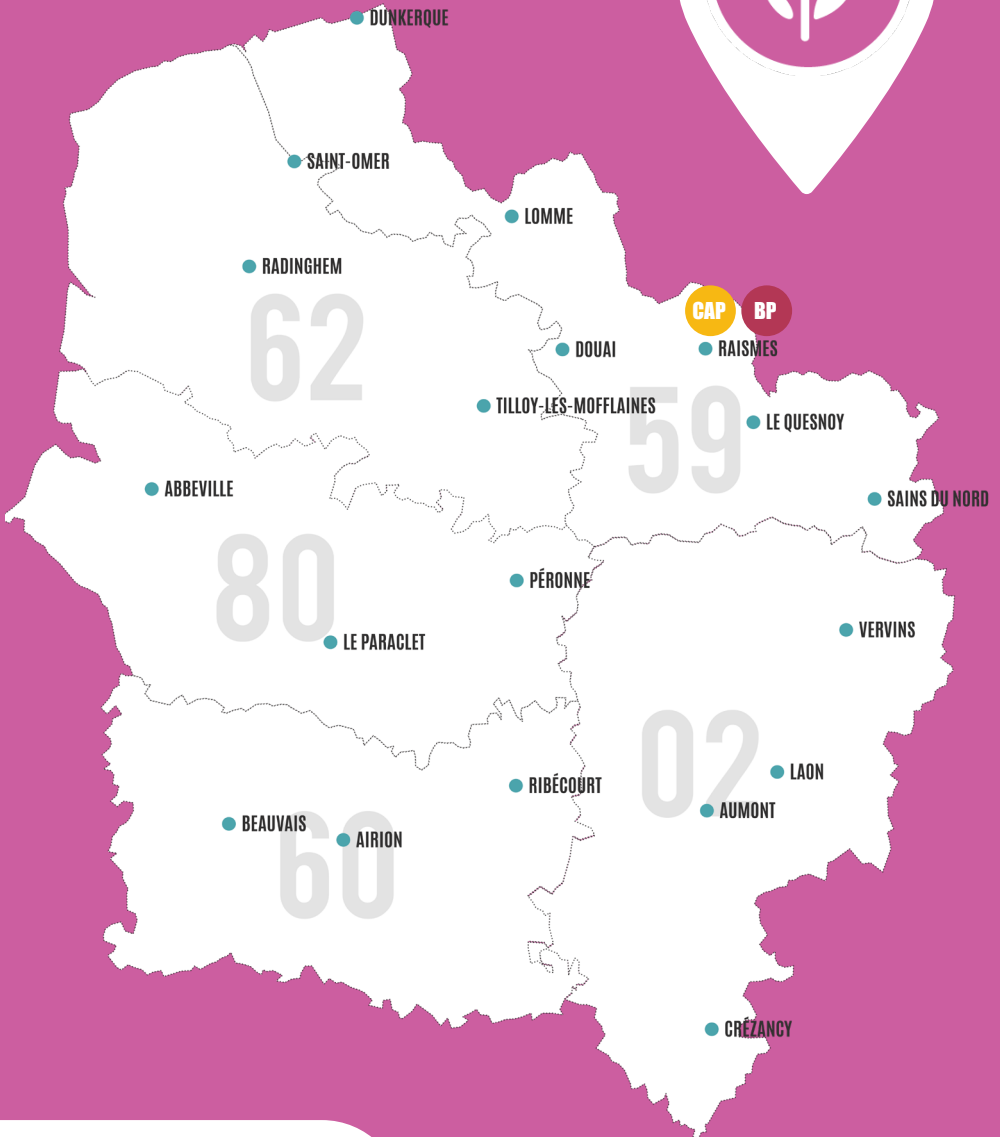 DUNKERQUE
SAINT-OMER
LOMME
RADINGHEM
62
CAP BP
DOUAI
RAISMES
TILLOY-LES-MOFFLAINES
59
LE QUESNOY
ABBEVILLE
SAINS DU NORD
80
PÉRONNE
LE PARACLET
VERVINS
02
LAON
RIBÉCOURT
AUMONT
BEAUVAIS
60
AIRION
CRÉZANCY